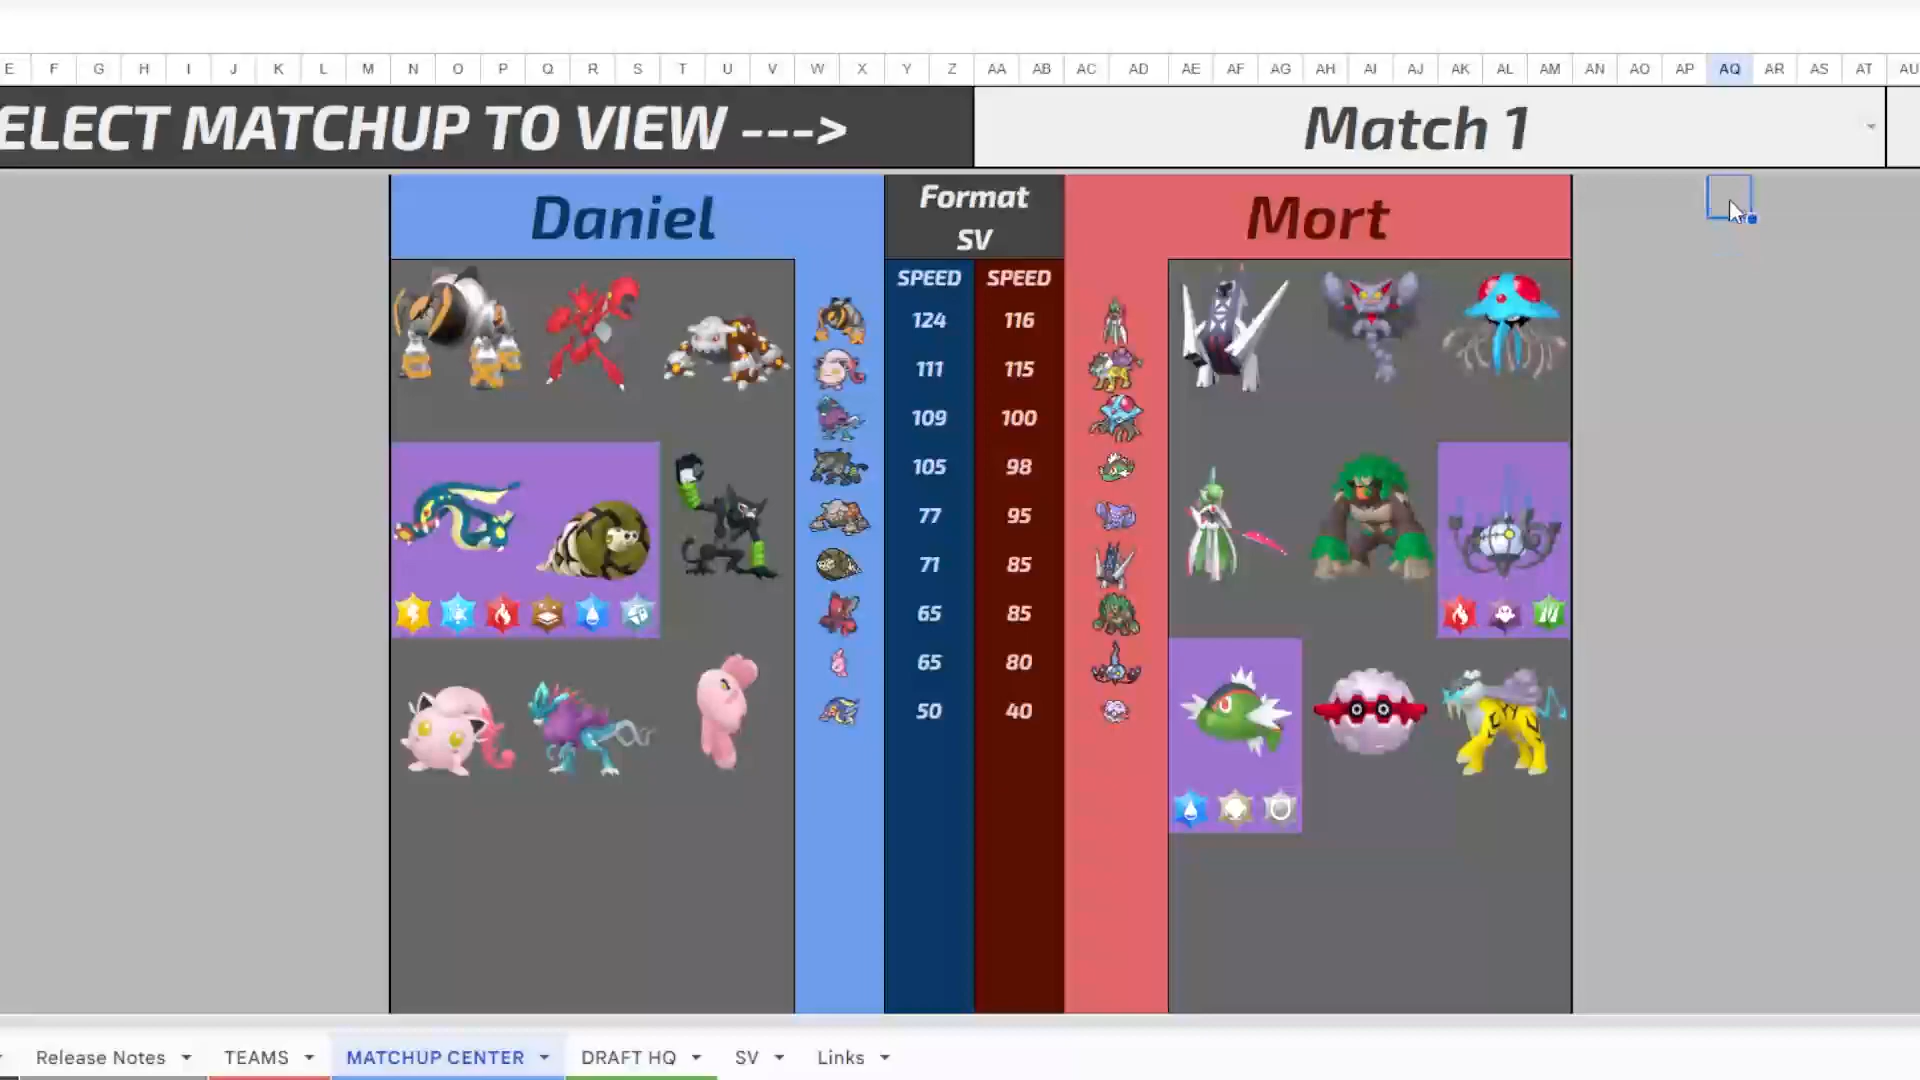 E F G H I J K L M N O P Q R S T U V W X Y Z AA AB AC AD AE AF AG AH AI AJ AK AL AM AN AO AP AQ AR AS AT AU
ELECT MATCHUP TO VIEW --->
Match 1
Daniel
Format
SV
Mort
SPEED SPEED
124 116
111 115
109 100
105 98
77 95
71 85
65 85
65 80
50 40
Release Notes TEAMS MATCHUP CENTER DRAFT HQ SV Links